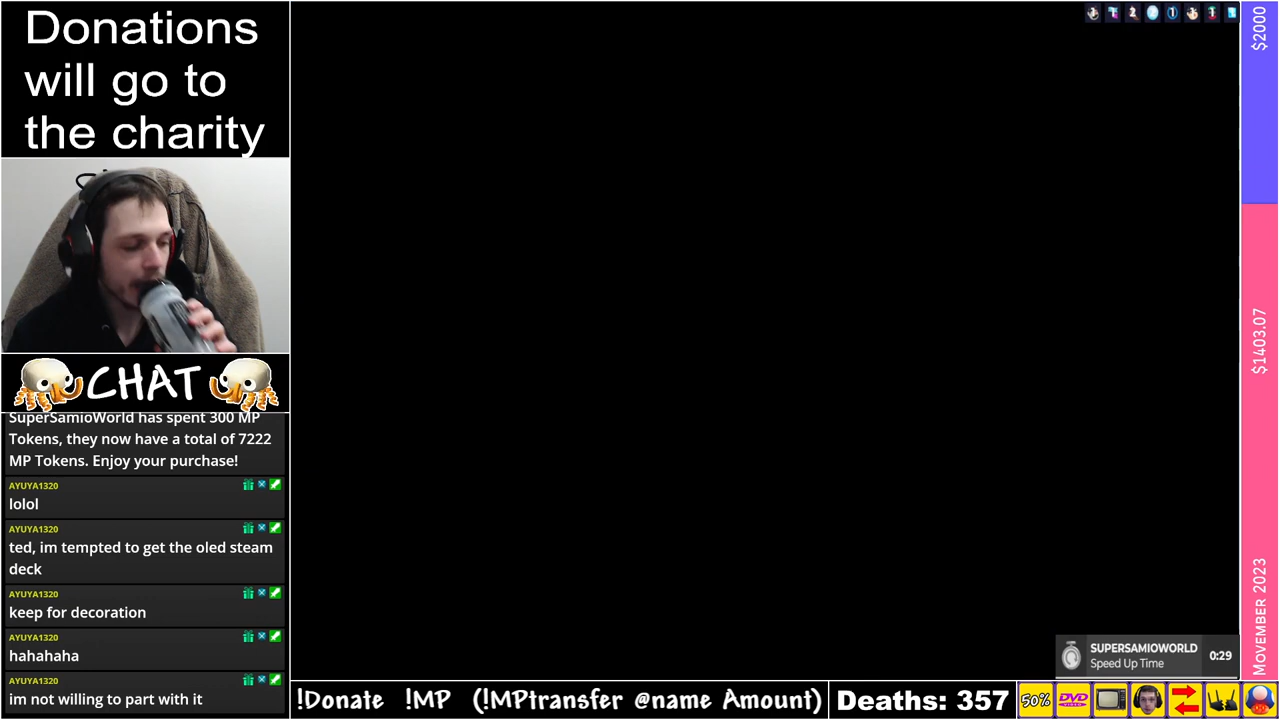 Donations
will go to
the charity
CHAT
SuperSamioWorld has spent 300 MP
Tokens, they now have a total of 7222
MP Tokens. Enjoy your purchase!
AYUYA1320
lolol
AYUYA1320
ted, im tempted to get the oled steam
deck
AYUYA1320
keep for decoration
AYUYA1320
hahahaha
AYUYA1320
im not willing to part with it
SUPERSAMIOWORLD
Speed Up Time
0:29
!Donate !MP (!MPtransfer @name Amount)
Deaths: 357
50%
DVD
VIDEO
$2000
$1403.07
MOVEMBER 2023